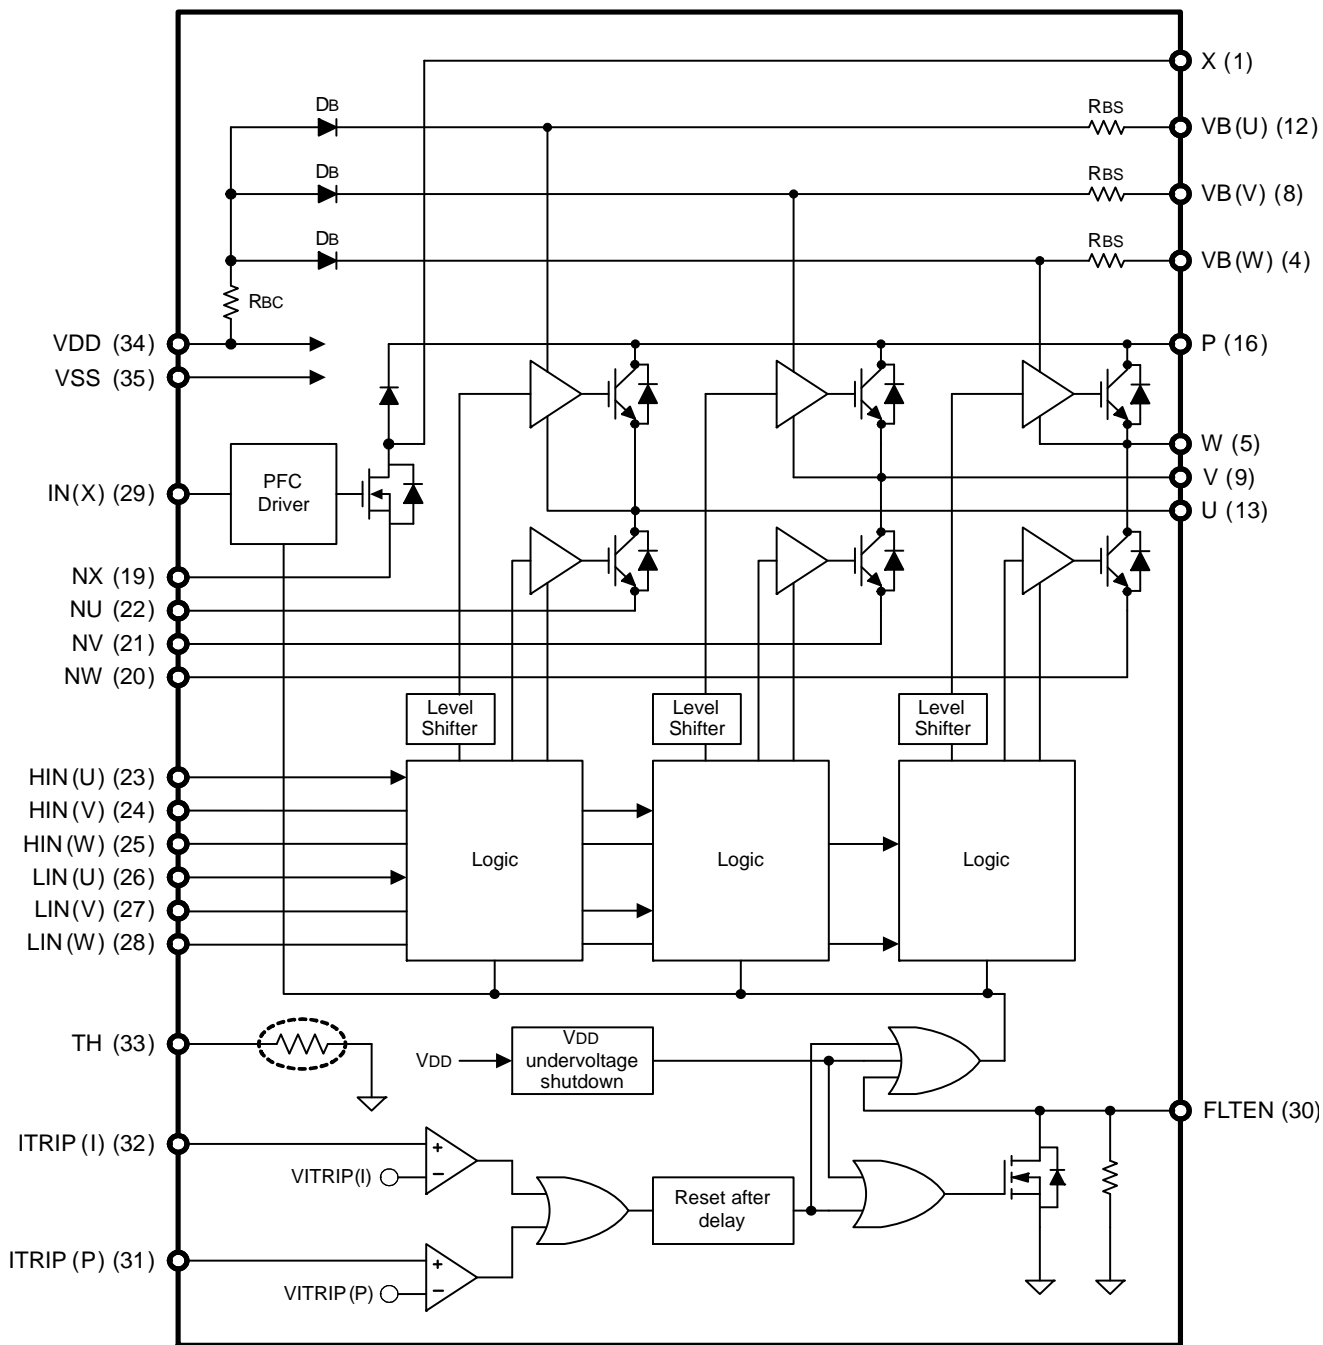 X (1)
DB
RBS
VB(U) (12)
DB
RBS
VB(V) (8)
DB
RBS
VB(W) (4)
RBC
VDD (34)
P (16)
VSS (35)
W (5)
PFC
Driver
V (9)
IN(X) (29)
U (13)
NX (19)
NU (22)
NV (21)
NW (20)
Level
Shifter
Level
Shifter
Level
Shifter
HIN(U) (23)
HIN(V) (24)
HIN(W) (25)
Logic
Logic
Logic
LIN(U) (26)
LIN(V) (27)
LIN(W) (28)
TH (33)
VDD
VDD
undervoltage
shutdown
FLTEN (30)
ITRIP(I) (32)
+
−
VITRIP(I)
Reset after
delay
ITRIP(P) (31)
+
−
VITRIP(P)